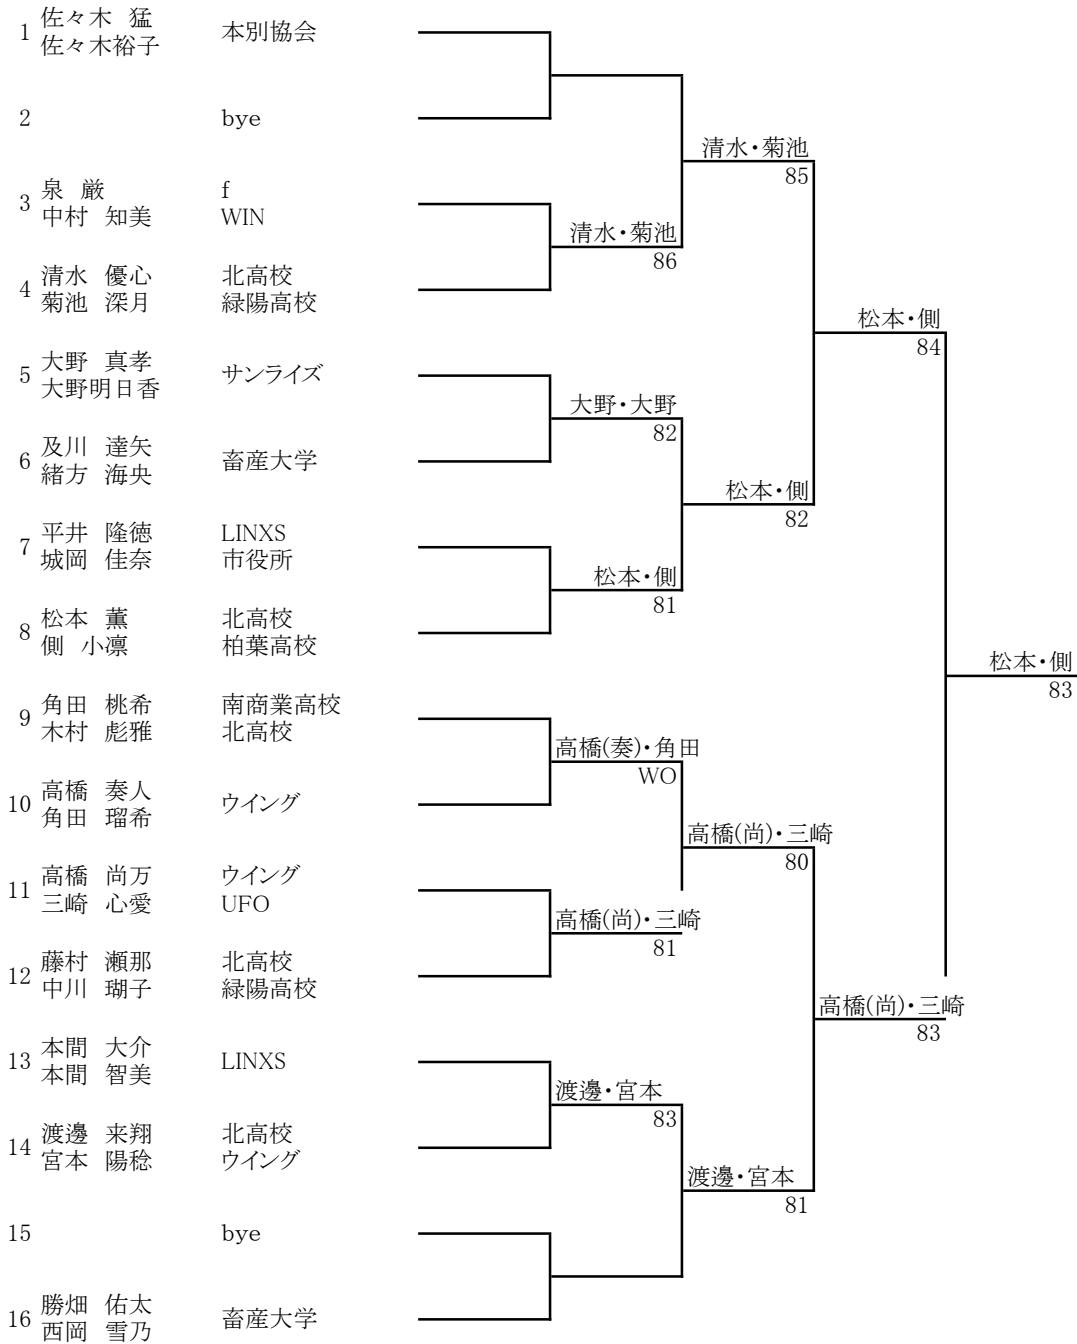 1 佐々木 猛 佐々木裕子 本別協会
2 bye
清水・菊池
85
3 泉 厳 f
中村 知美 WIN
清水・菊池
86
4 清水 優心 北高校
菊池 深月 緑陽高校
松本・側
84
5 大野 真孝 大野明日香 サンライズ
大野・大野
82
6 及川 達矢 緒方 海央 畜産大学
松本・側
82
7 平井 隆徳 LINXS
城岡 佳奈 市役所
松本・側
81
8 松本 薫 北高校
側 小凛 柏葉高校
松本・側
83
9 角田 桃希 南商業高校
木村 彪雅 北高校
高橋(奏)・角田
WO
10 高橋 奏人 角田 瑠希 ウイング
高橋(尚)・三崎
80
11 高橋 尚万 ウイング
三崎 心愛 UFO
高橋(尚)・三崎
81
12 藤村 瀬那 北高校
中川 瑚子 緑陽高校
高橋(尚)・三崎
83
13 本間 大介 本間 智美 LINXS
渡邊・宮本
83
14 渡邊 来翔 北高校
宮本 陽稔 ウイング
渡邊・宮本
81
15 bye
16 勝畑 佑太 西岡 雪乃 畜産大学